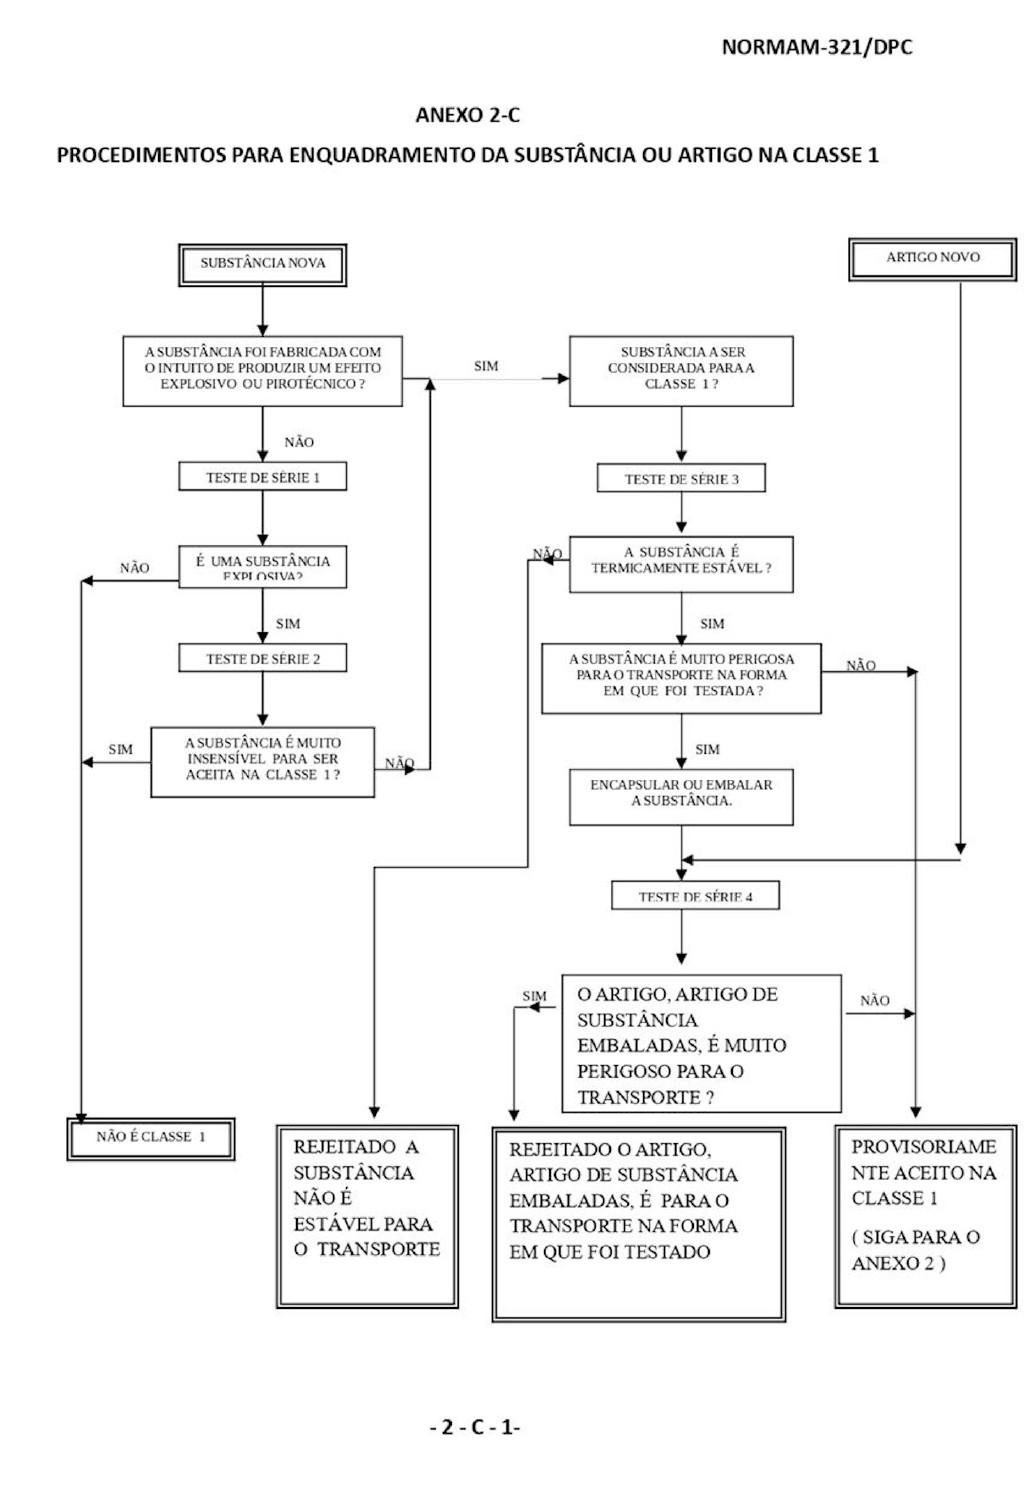 NORMAM-321/DPC
ANEXO 2-C
PROCEDIMENTOS PARA ENQUADRAMENTO DA SUBSTÂNCIA OU ARTIGO NA CLASSE 1
SUBSTÂNCIA NOVA
ARTIGO NOVO
A SUBSTÂNCIA FOI FABRICADA COM
O INTUITO DE PRODUZIR UM EFEITO
EXPLOSIVO OU PIROTÉCNICO ?
SIM
SUBSTÂNCIA A SER
CONSIDERADA PARA A
CLASSE 1 ?
NÃO
TESTE DE SÉRIE 1
TESTE DE SÉRIE 3
NÃO
É UMA SUBSTÂNCIA
EXPLOSIVA?
NÃO
A SUBSTÂNCIA É
TERMICAMENTE ESTÁVEL ?
SIM
SIM
TESTE DE SÉRIE 2
A SUBSTÂNCIA É MUITO PERIGOSA
PARA O TRANSPORTE NA FORMA
EM QUE FOI TESTADA ?
NÃO
SIM
A SUBSTÂNCIA É MUITO
INSENSÍVEL PARA SER
ACEITA NA CLASSE 1 ?
NÃO
SIM
ENCAPSULAR OU EMBALAR
A SUBSTÂNCIA.
TESTE DE SÉRIE 4
SIM
O ARTIGO, ARTIGO DE
SUBSTÂNCIA
EMBALADAS, É MUITO
PERIGOSO PARA O
TRANSPORTE ?
NÃO
NÃO É CLASSE 1
REJEITADO A
SUBSTÂNCIA
NÃO É
ESTÁVEL PARA
O TRANSPORTE
REJEITADO O ARTIGO,
ARTIGO DE SUBSTÂNCIA
EMBALADAS, É PARA O
TRANSPORTE NA FORMA
EM QUE FOI TESTADO
PROVISORIAME
NTE ACEITO NA
CLASSE 1
( SIGA PARA O
ANEXO 2 )
- 2 - C - 1-